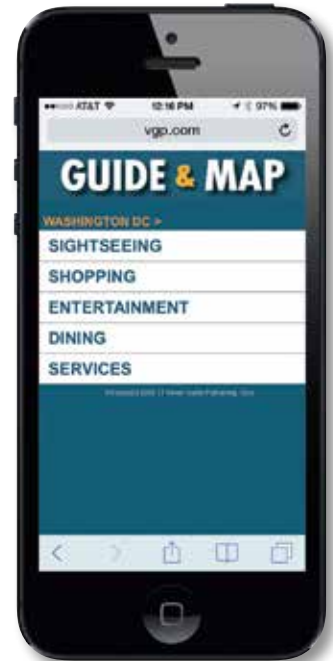 AT&T 12:16 PM 97%
vgp.com
GUIDE & MAP
WASHINGTON DC >
SIGHTSEEING
SHOPPING
ENTERTAINMENT
DINING
SERVICES